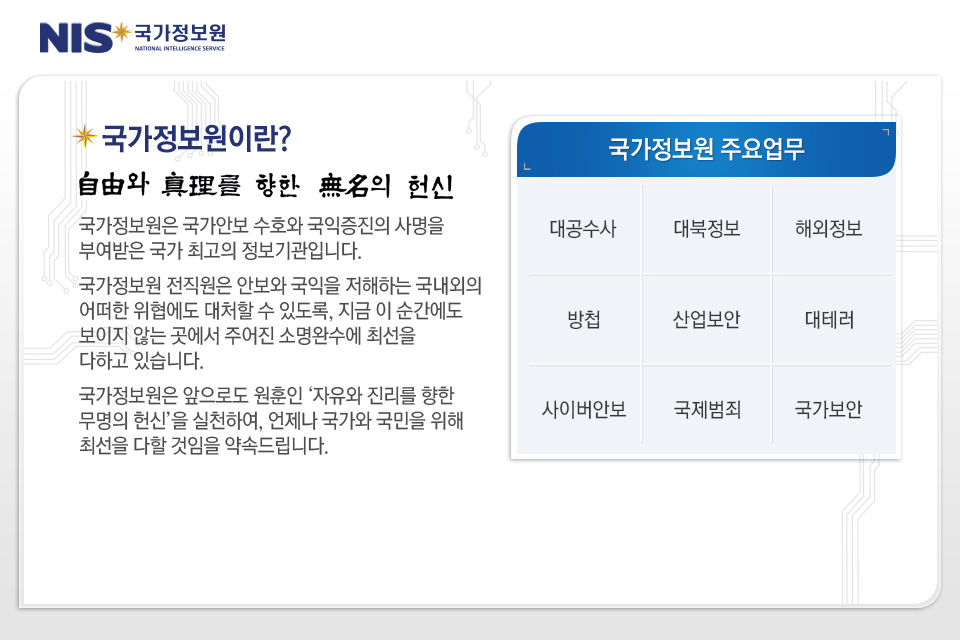 NIS 국가정보원
NATIONAL INTELLIGENCE SERVICE
국가정보원이란?
自由와 眞理를 향한 無名의 헌신
국가정보원은 국가안보 수호와 국익증진의 사명을
부여받은 국가 최고의 정보기관입니다.
국가정보원 전직원은 안보와 국익을 저해하는 국내외의
어떠한 위협에도 대처할 수 있도록, 지금 이 순간에도
보이지 않는 곳에서 주어진 소명완수에 최선을
다하고 있습니다.
국가정보원은 앞으로도 원훈인 ‘자유와 진리를 향한
무명의 헌신’을 실천하여, 언제나 국가와 국민을 위해
최선을 다할 것임을 약속드립니다.
국가정보원 주요업무
대공수사 대북정보 해외정보
방첩 산업보안 대테러
사이버안보 국제범죄 국가보안